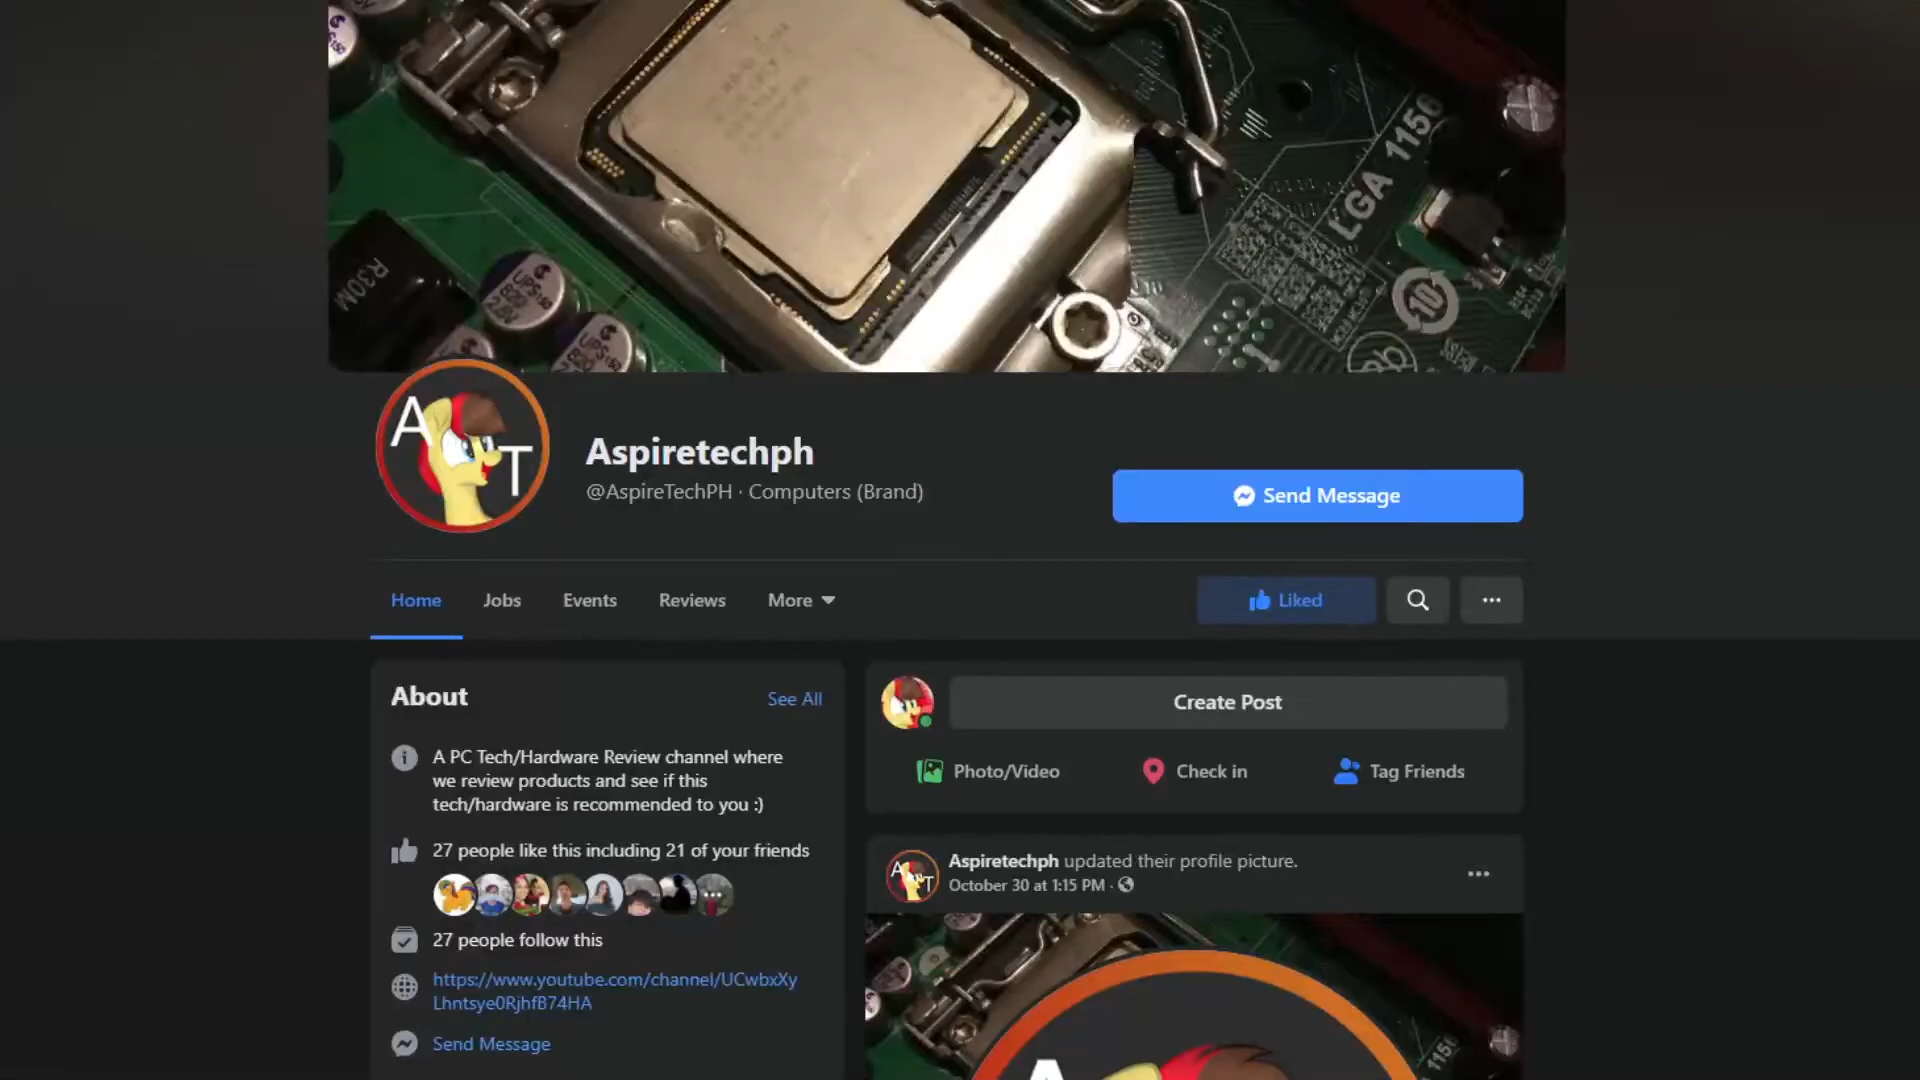 LGA 1156
R30M
10
A
T
Aspiretechph
@AspireTechPH · Computers (Brand)
Send Message
Home
Jobs
Events
Reviews
More
Liked
About
See All
A PC Tech/Hardware Review channel where
we review products and see if this
tech/hardware is recommended to you :)
27 people like this including 21 of your friends
27 people follow this
https://www.youtube.com/channel/UCwbxXy
Lhntsye0RjhfB74HA
Send Message
Create Post
Photo/Video
Check in
Tag Friends
Aspiretechph updated their profile picture.
October 30 at 1:15 PM ·